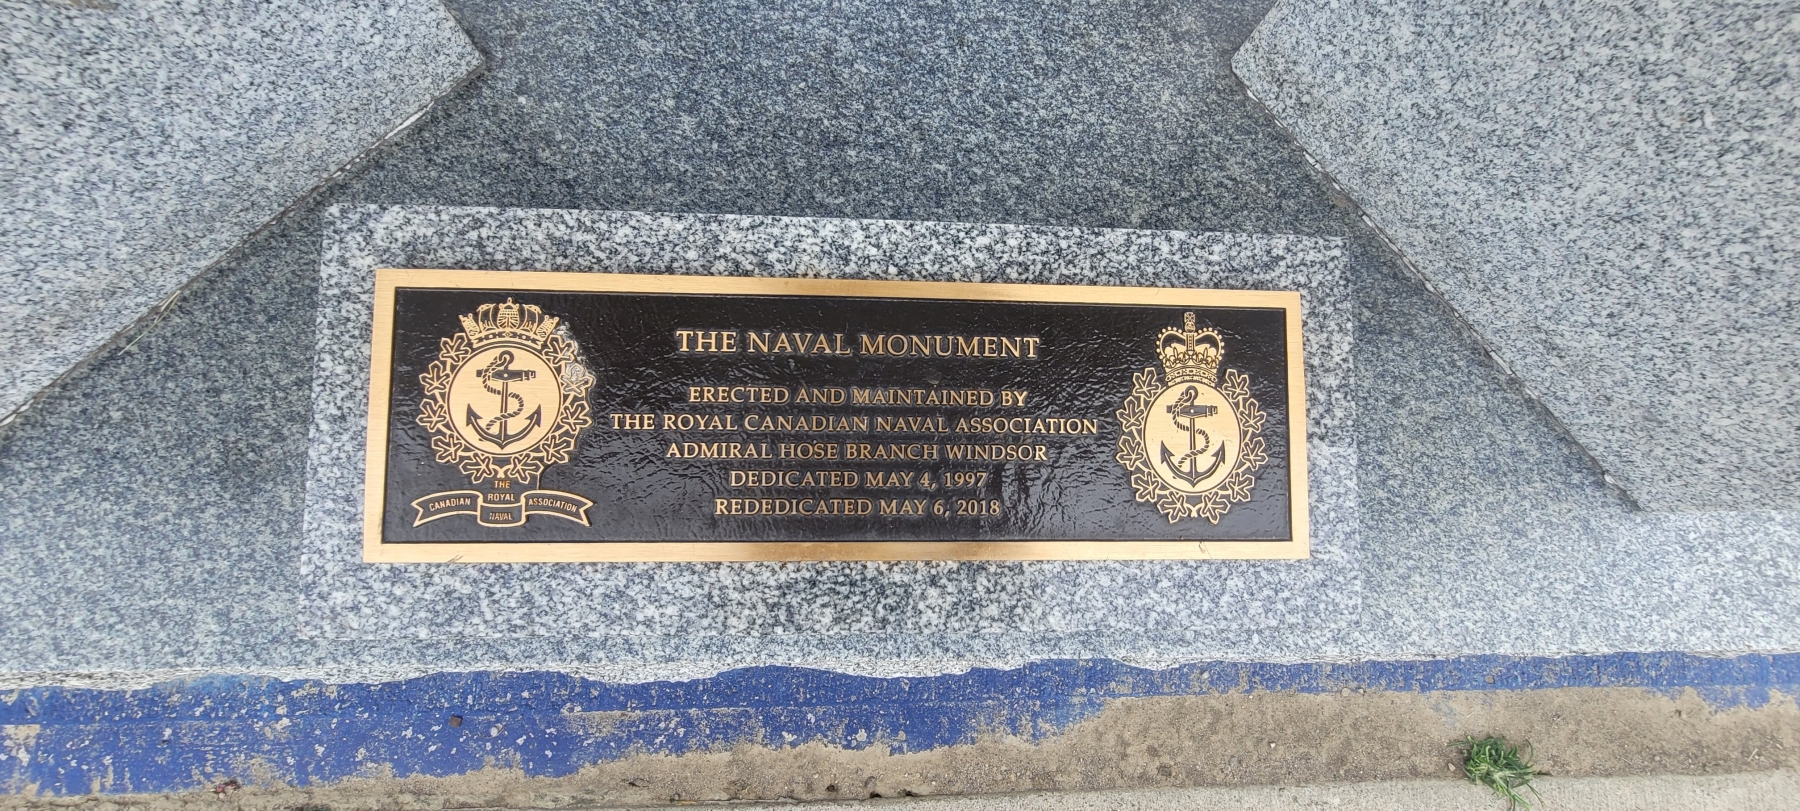 THE NAVAL MONUMENT
ERECTED AND MAINTAINED BY
THE ROYAL CANADIAN NAVAL ASSOCIATION
ADMIRAL HOSE BRANCH WINDSOR
DEDICATED MAY 4, 1997
REDEDICATED MAY 6, 2018
THE
CANADIAN ROYAL ASSOCIATION
NAVAL